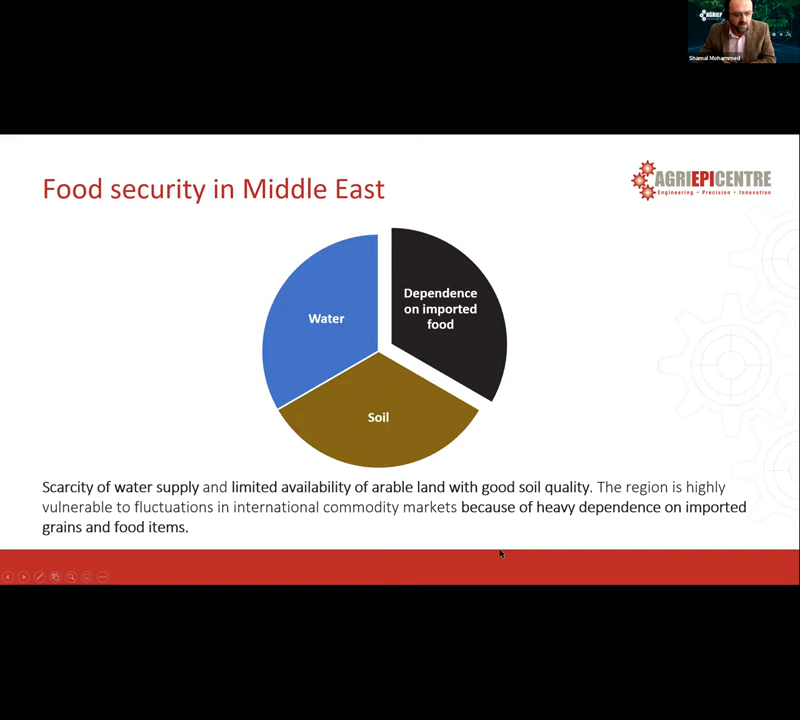 Shamal Mohammed
Food security in Middle East
AGRIEPICENTRE
Engineering • Precision • Innovation
Dependence
on imported
food
Water
Soil
Scarcity of water supply and limited availability of arable land with good soil quality. The region is highly
vulnerable to fluctuations in international commodity markets because of heavy dependence on imported
grains and food items.